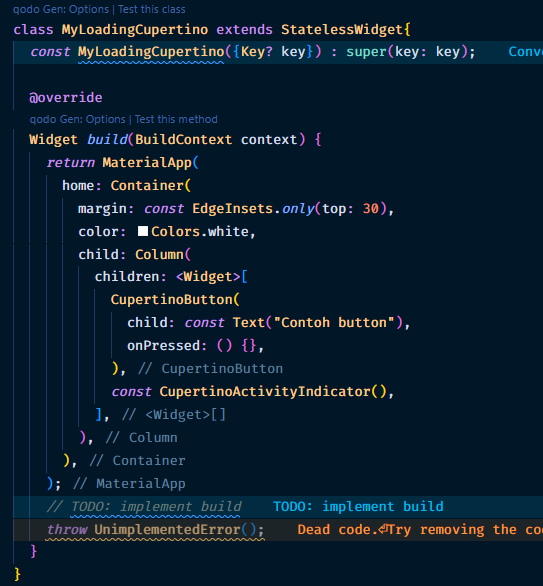 qodo Gen: Options | Test this class
class MyLoadingCupertino extends StatelessWidget{
const MyLoadingCupertino({Key? key}) : super(key: key);    Conve
@override
qodo Gen: Options | Test this method
Widget build(BuildContext context) {
return MaterialApp(
home: Container(
margin: const EdgeInsets.only(top: 30),
color: Colors.white,
child: Column(
children: <Widget>[
CupertinoButton(
child: const Text("Contoh button"),
onPressed: () {},
), // CupertinoButton
const CupertinoActivityIndicator(),
], // <Widget>[]
), // Column
), // Container
); // MaterialApp
// TODO: implement build    TODO: implement build
throw UnimplementedError();    Dead code.⏎Try removing the co
}
}